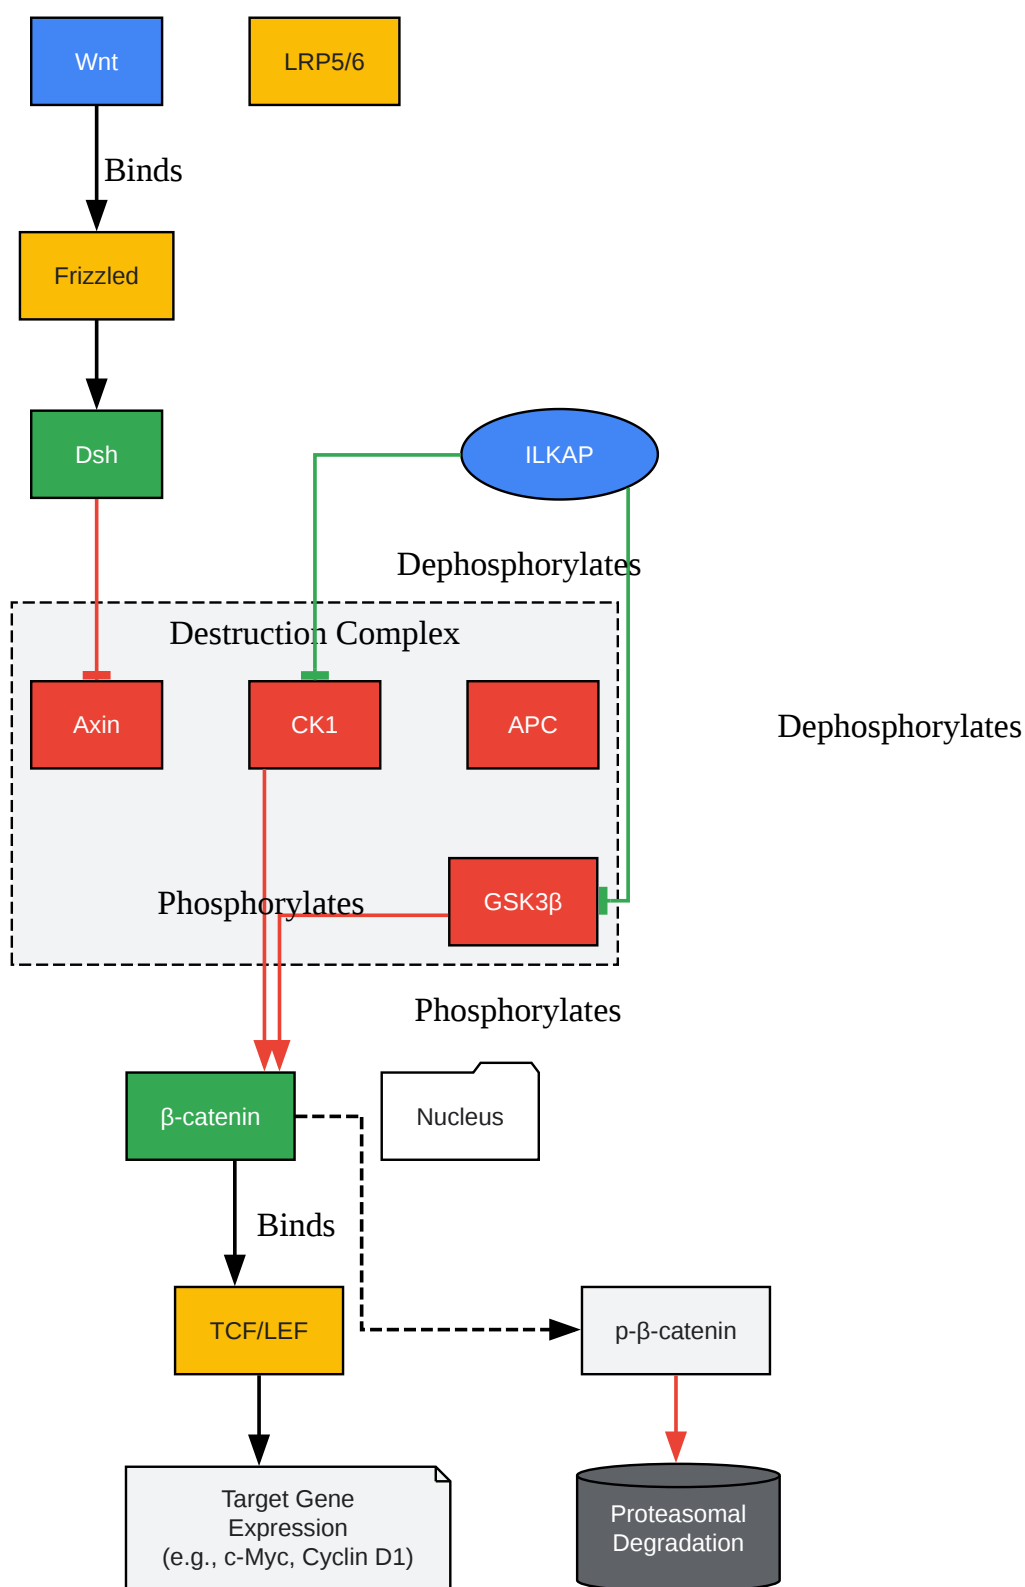 Wnt
LRP5/6
Binds
Frizzled
Dsh
ILKAP
Dephosphorylates
Destruction Complex
Axin
CK1
APC
Dephosphorylates
Phosphorylates
GSK3β
Phosphorylates
β-catenin
Nucleus
Binds
TCF/LEF
p-β-catenin
Target Gene
Expression
(e.g., c-Myc, Cyclin D1)
Proteasomal
Degradation